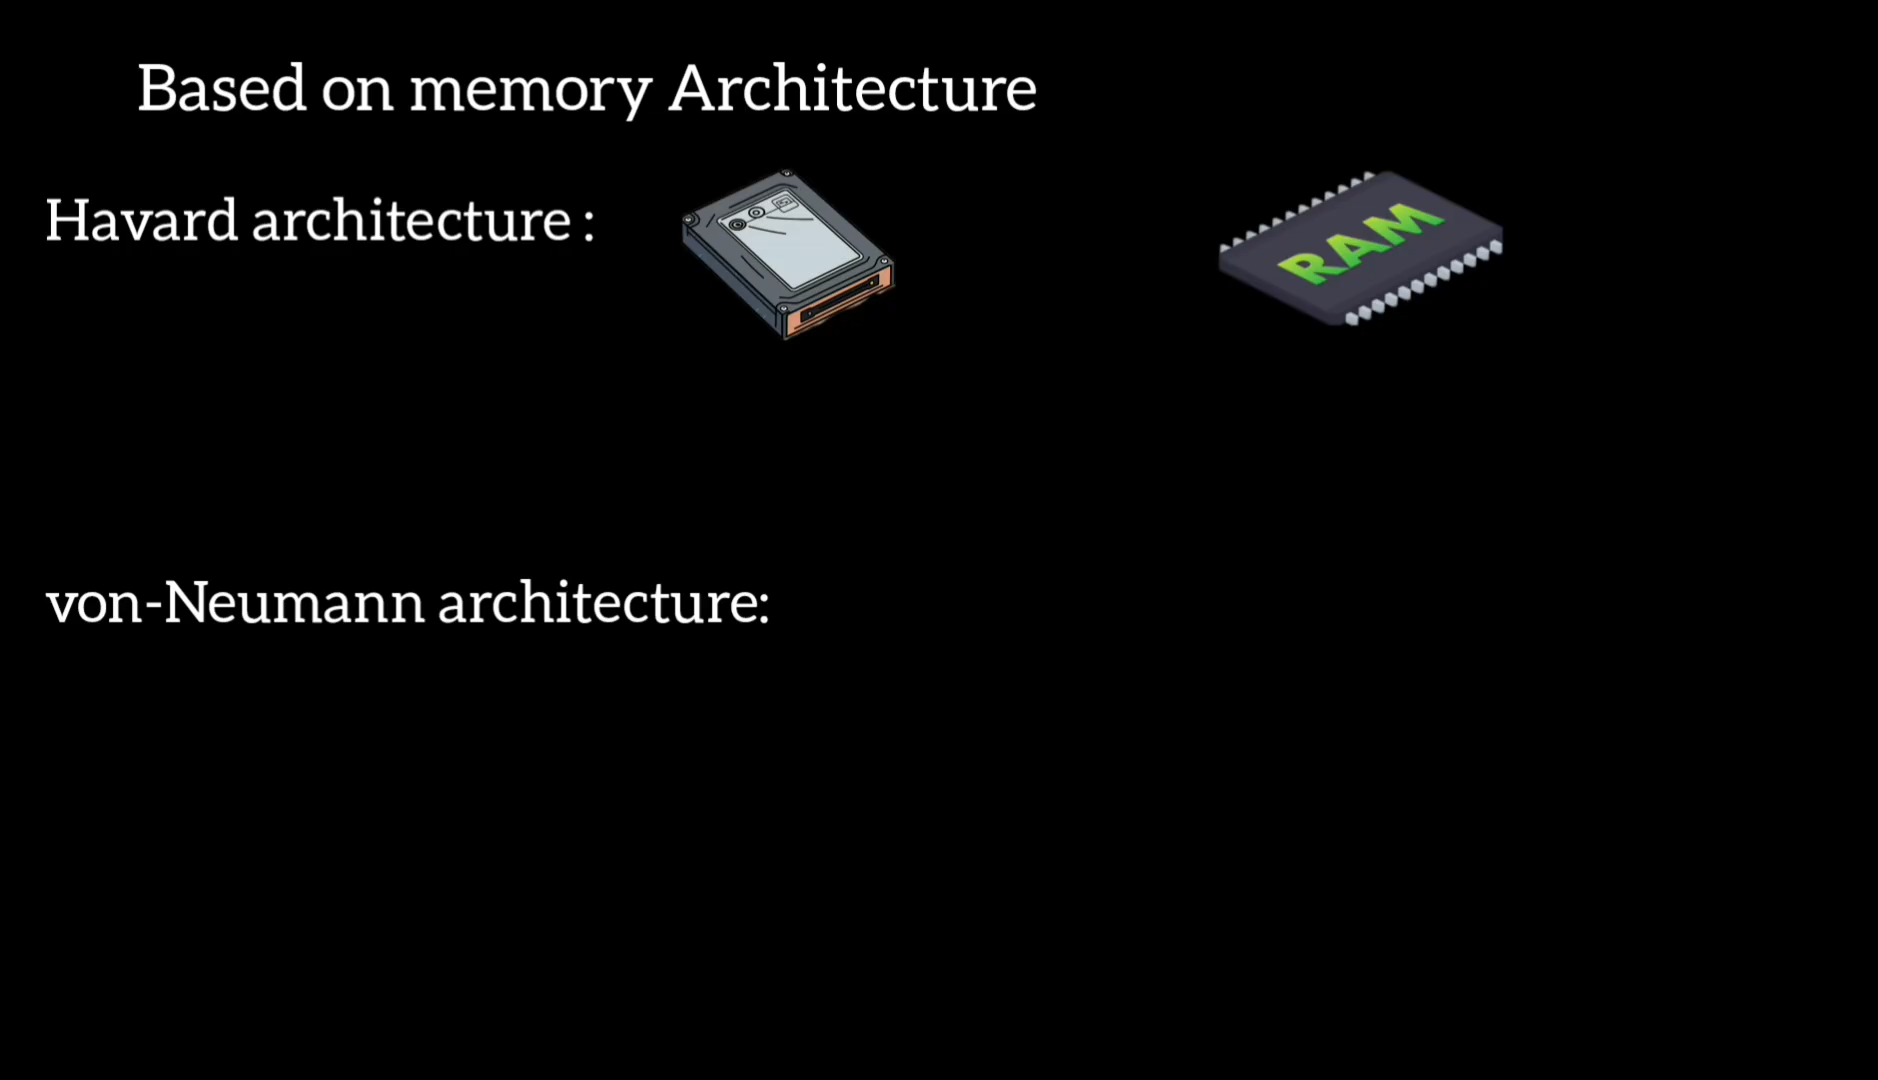 Based on memory Architecture
Havard architecture :
RAM
von-Neumann architecture: